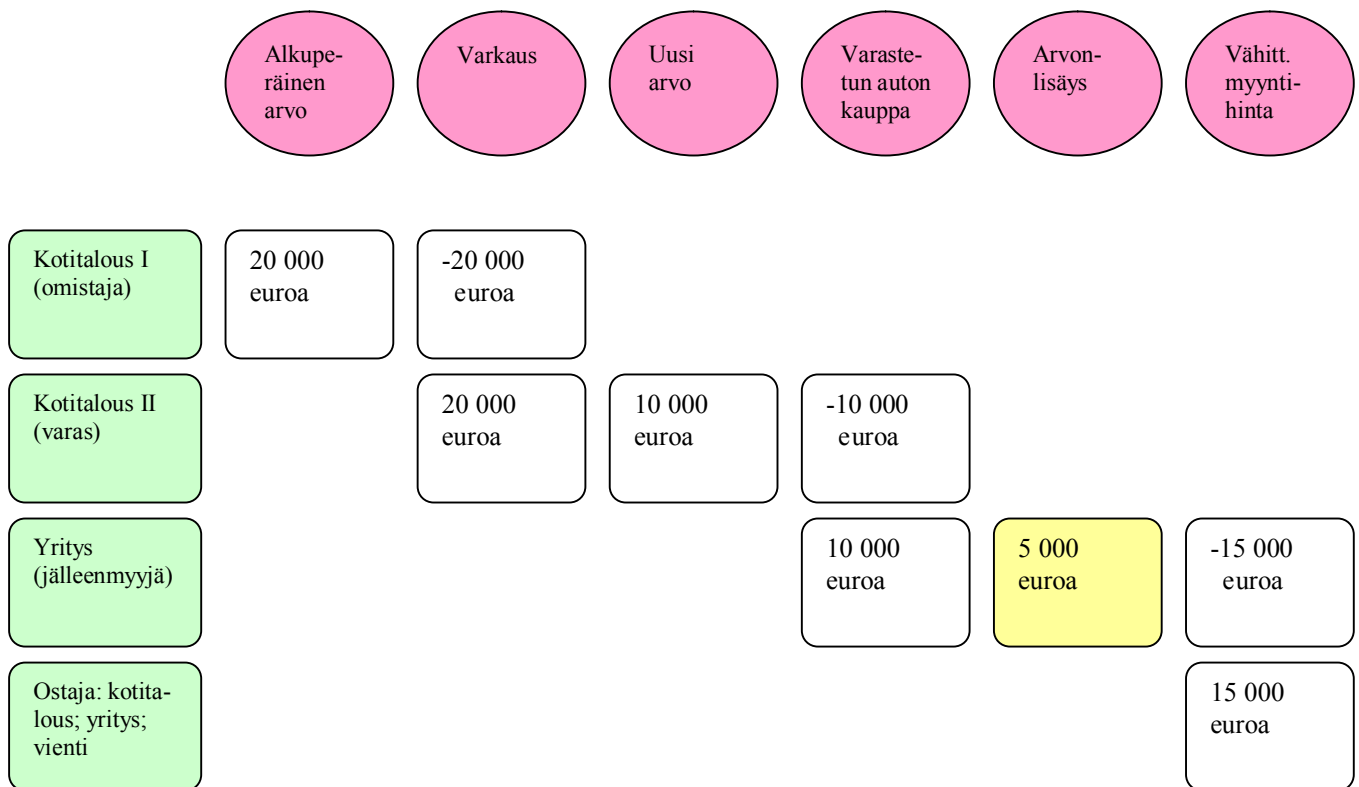 Alkupe-
räinen
arvo
Varkaus
Uusi
arvo
Varaste-
tun auton
kauppa
Arvon-
lisäys
Vähitt.
myynti-
hinta
Kotitalous I
(omistaja)
20 000
euroa
-20 000
euroa
Kotitalous II
(varas)
20 000
euroa
10 000
euroa
-10 000
euroa
Yritys
(jälleenmyyjä)
10 000
euroa
5 000
euroa
-15 000
euroa
Ostaja: kotita-
lous; yritys;
vienti
15 000
euroa